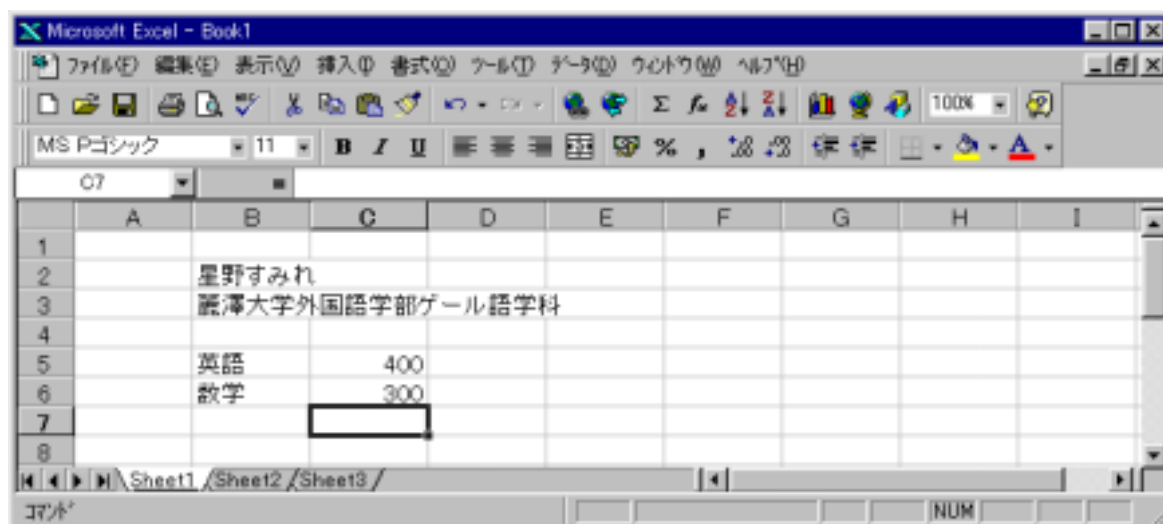 Microsoft Excel - Book1
ﾌｧｲﾙ(F) 編集(E) 表示(V) 挿入(I) 書式(O) ﾂｰﾙ(T) ﾃﾞｰﾀ(D) ｳｨﾝﾄﾞｳ(W) ﾍﾙﾌﾟ(H)
100%
MS Pゴシック 11 B I U % , A
C7 =
A B C D E F G H I
1
2 星野すみれ
3 麗澤大学外国語学部ゲール語学科
4
5 英語 400
6 数学 300
7
8
Sheet1 Sheet2 Sheet3
ｺﾏﾝﾄﾞ NUM